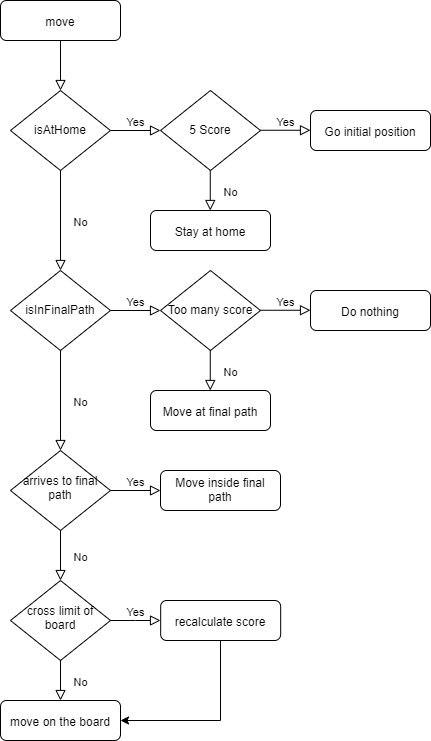 move
isAtHome
Yes
5 Score
Yes
Go initial position
No
Stay at home
No
isInFinalPath
Yes
Too many score
Yes
Do nothing
No
Move at final path
No
arrives to final
path
Yes
Move inside final
path
No
cross limit of
board
Yes
recalculate score
No
move on the board